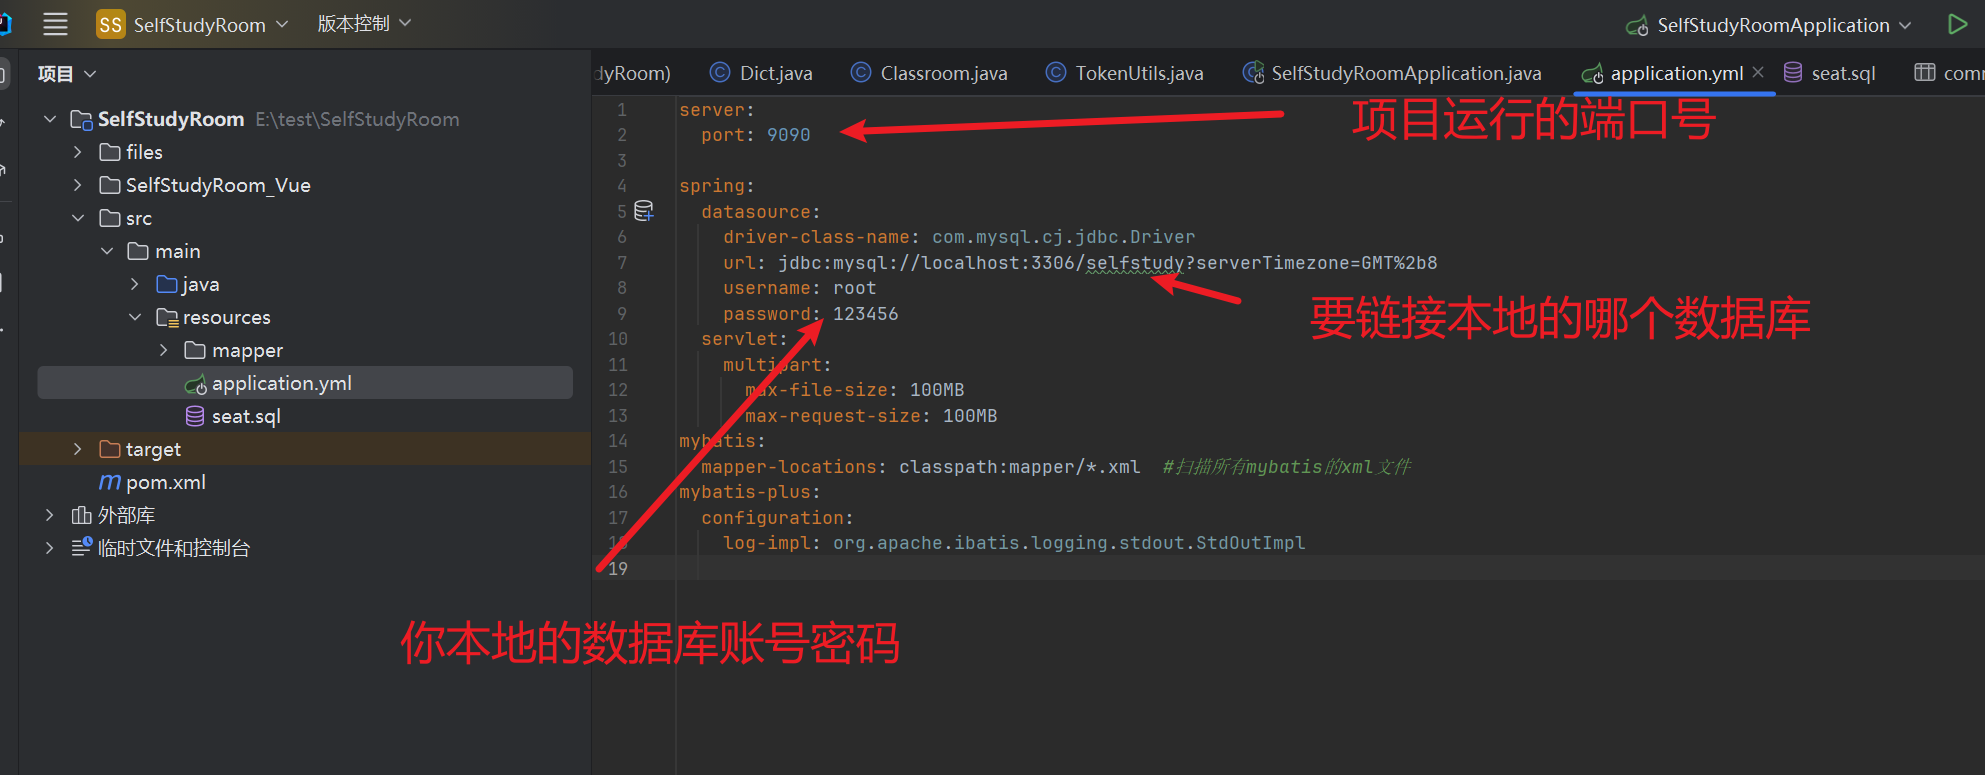 SS SelfStudyRoom 版本控制 SelfStudyRoomApplication
项目
dyRoom) Dict.java Classroom.java TokenUtils.java SelfStudyRoomApplication.java application.yml seat.sql
SelfStudyRoom E:\test\SelfStudyRoom
files
SelfStudyRoom_Vue
src
main
java
resources
mapper
application.yml
seat.sql
target
pom.xml
外部库
临时文件和控制台
1 server:
2 port: 9090
3
4 spring:
5 datasource:
6 driver-class-name: com.mysql.cj.jdbc.Driver
7 url: jdbc:mysql://localhost:3306/selfstudy?serverTimezone=GMT%2b8
8 username: root
9 password: 123456
10 servlet:
11 multipart:
12 max-file-size: 100MB
13 max-request-size: 100MB
14 mybatis:
15 mapper-locations: classpath:mapper/*.xml #扫描所有mybatis的xml文件
16 mybatis-plus:
17 configuration:
18 log-impl: org.apache.ibatis.logging.stdout.StdOutImpl
19
项目运行的端口号
要链接本地的哪个数据库
你本地的数据库账号密码